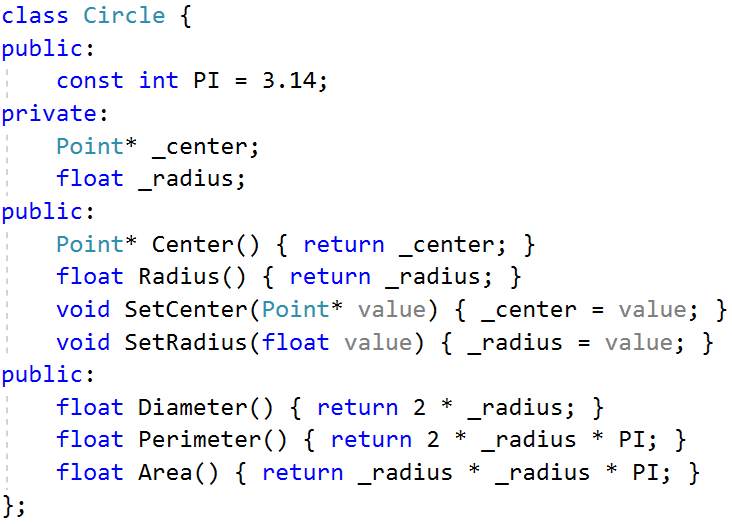 class Circle {
public:
    const int PI = 3.14;
private:
    Point* _center;
    float _radius;
public:
    Point* Center() { return _center; }
    float Radius() { return _radius; }
    void SetCenter(Point* value) { _center = value; }
    void SetRadius(float value) { _radius = value; }
public:
    float Diameter() { return 2 * _radius; }
    float Perimeter() { return 2 * _radius * PI; }
    float Area() { return _radius * _radius * PI; }
};